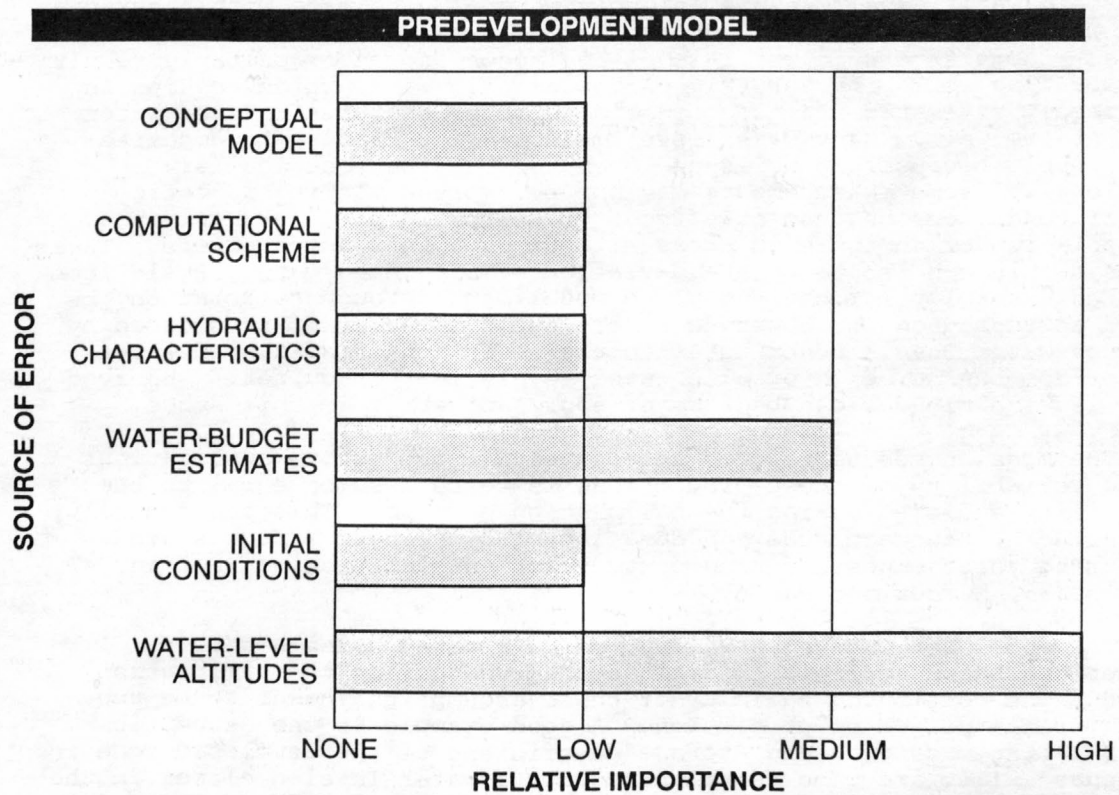 PREDEVELOPMENT MODEL
CONCEPTUAL
MODEL
COMPUTATIONAL
SCHEME
HYDRAULIC
CHARACTERISTICS
WATER-BUDGET
ESTIMATES
INITIAL
CONDITIONS
WATER-LEVEL
ALTITUDES
SOURCE OF ERROR
NONE LOW MEDIUM HIGH
RELATIVE IMPORTANCE